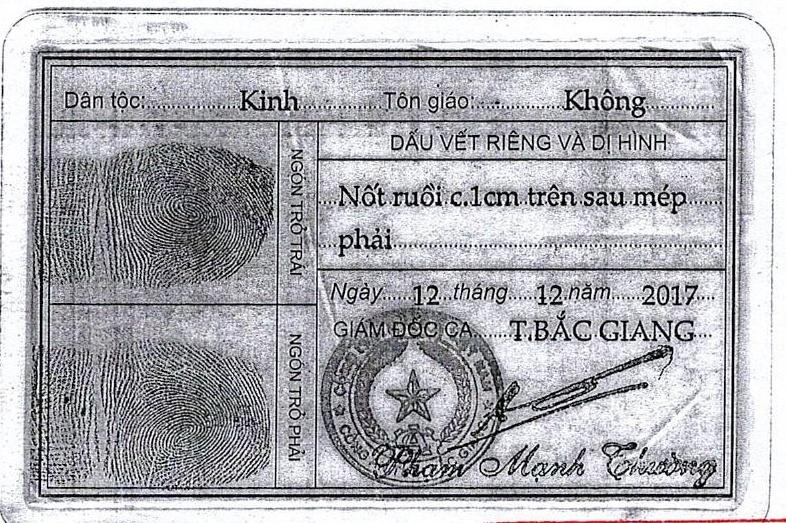 Dân tộc: Kinh Tôn giáo: Không
NGÓN TRỎ TRÁI
DẤU VẾT RIÊNG VÀ DỊ HÌNH
Nốt ruồi c.1cm trên sau mép
phải
Ngày 12 tháng 12 năm 2017
GIÁM ĐỐC CA T.BẮC GIANG
NGÓN TRỎ PHẢI
Phạm Mạnh Thường